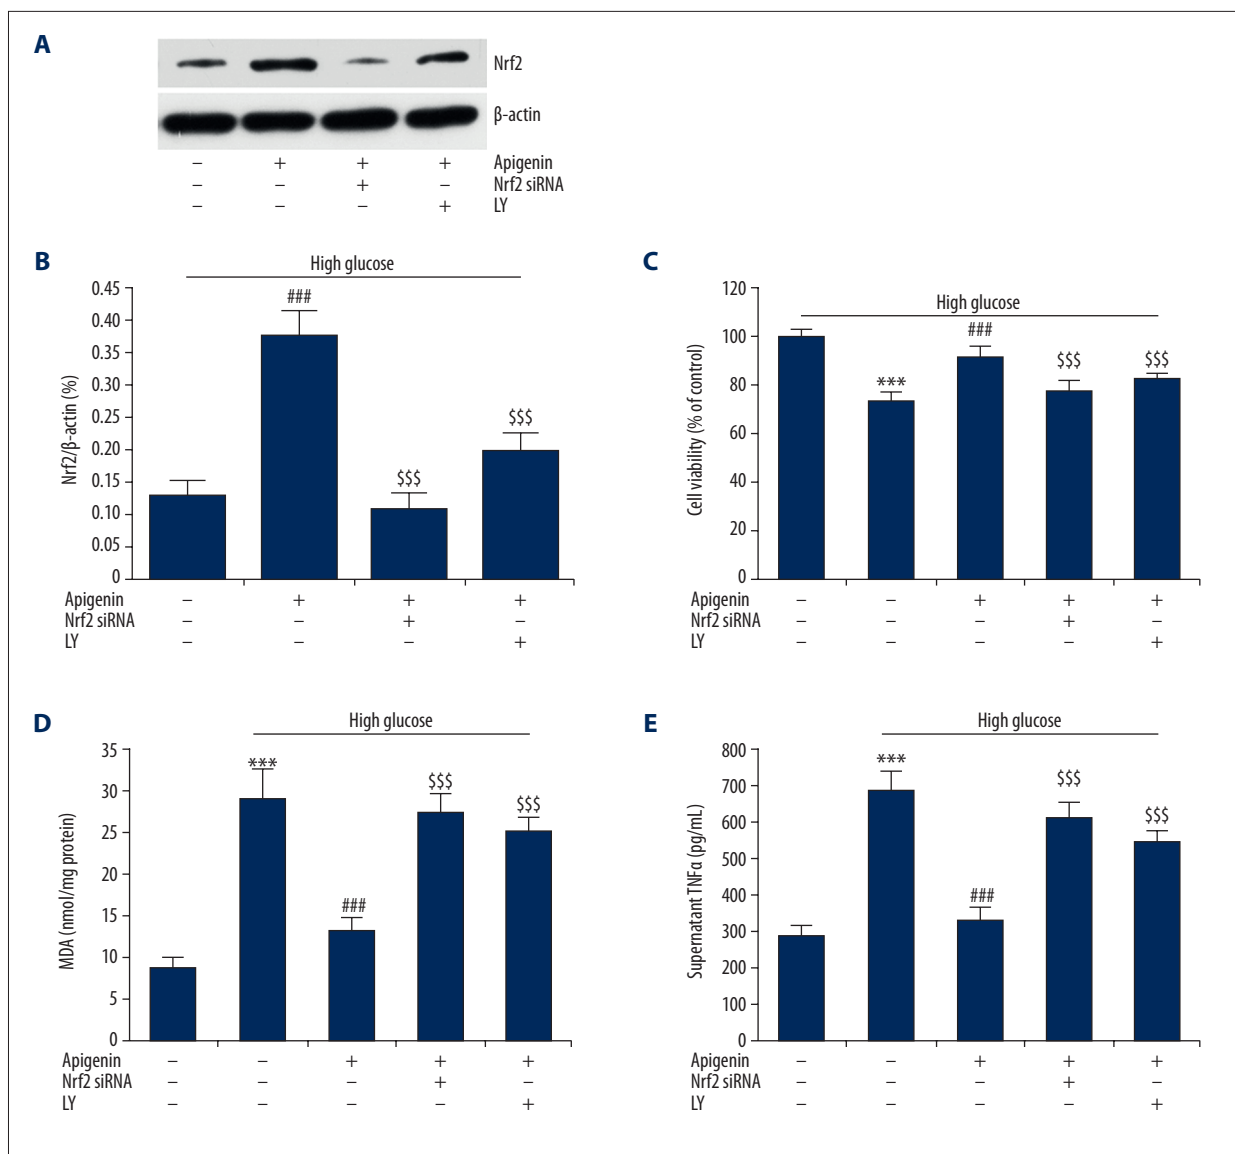 A
Nrf2
β-actin
– + + + Apigenin
– – + – Nrf2 siRNA
– – – + LY
B
High glucose
0.45
0.40
0.35
0.30
0.25
0.20
0.15
0.10
0.05
0
Nrf2/β-actin (%)
###
$$$
$$$
Apigenin – + + +
Nrf2 siRNA – – + –
LY – – – +
C
High glucose
120
100
80
60
40
20
0
Cell viability (% of control)
***
###
$$$
$$$
Apigenin – – + + +
Nrf2 siRNA – – – + –
LY – – – – +
D
High glucose
35
30
25
20
15
10
5
0
MDA (nmol/mg protein)
***
###
$$$
$$$
Apigenin – – + + +
Nrf2 siRNA – – – + –
LY – – – – +
E
High glucose
800
700
600
500
400
300
200
100
0
Supernatant TNFα (pg/mL)
***
###
$$$
$$$
Apigenin – – + + +
Nrf2 siRNA – – – + –
LY – – – – +